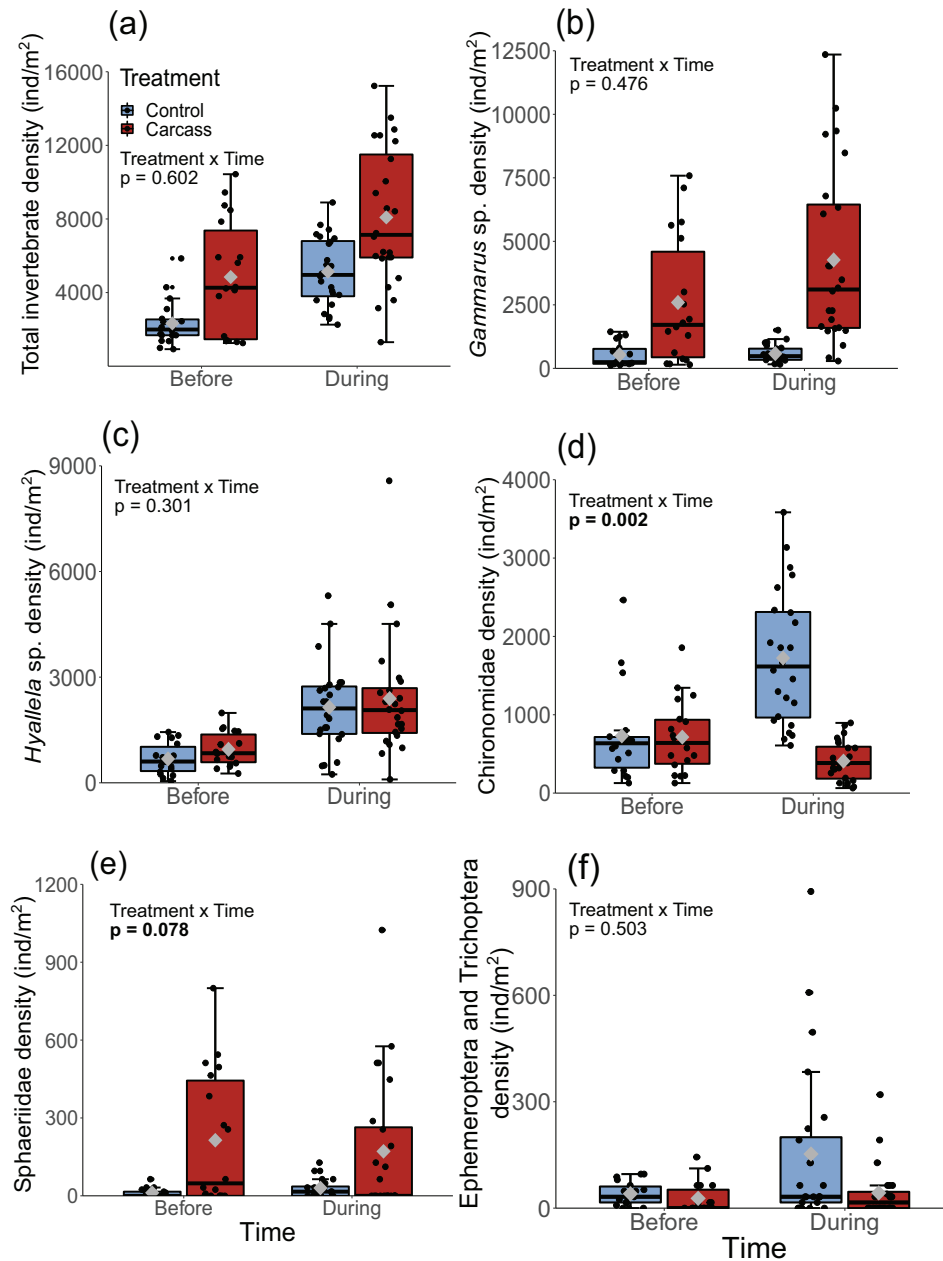 (a)
Total invertebrate density (ind/m²)
16000
12000
8000
4000
Treatment
Control
Carcass
Treatment x Time
p = 0.602
Before
During
(b)
Gammarus sp. density (ind/m²)
12500
10000
7500
5000
2500
0
Treatment x Time
p = 0.476
Before
During
(c)
Hyallela sp. density (ind/m²)
9000
6000
3000
0
Treatment x Time
p = 0.301
Before
During
(d)
Chironomidae density (ind/m²)
4000
3000
2000
1000
0
Treatment x Time
p = 0.002
Before
During
(e)
Sphaeriidae density (ind/m²)
1200
900
600
300
0
Treatment x Time
p = 0.078
Before
During
Time
(f)
Ephemeroptera and Trichoptera
density (ind/m²)
900
600
300
0
Treatment x Time
p = 0.503
Before
During
Time